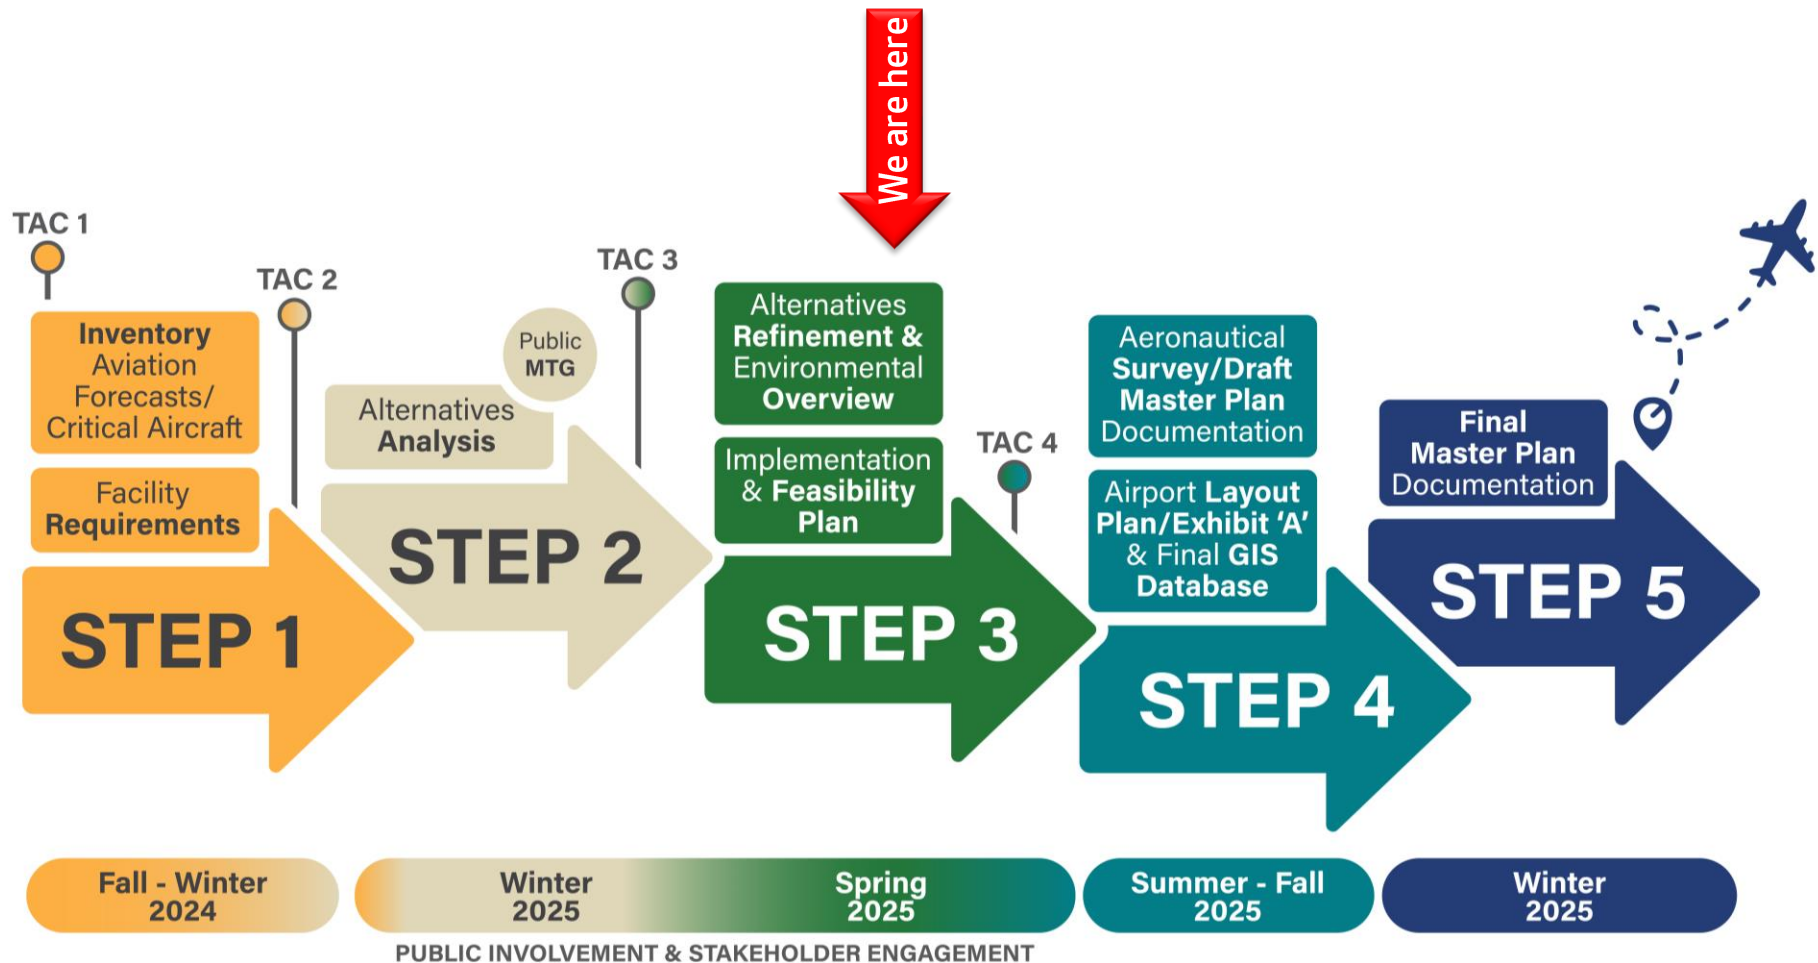 We are here
TAC 1
Inventory
Aviation
Forecasts/
Critical Aircraft
Facility
Requirements
STEP 1
TAC 2
Alternatives
Analysis
Public
MTG
STEP 2
TAC 3
Alternatives
Refinement &
Environmental
Overview
Implementation
& Feasibility
Plan
STEP 3
TAC 4
Aeronautical
Survey/Draft
Master Plan
Documentation
Airport Layout
Plan/Exhibit ‘A’
& Final GIS
Database
STEP 4
Final
Master Plan
Documentation
STEP 5
Fall - Winter
2024
Winter
2025
Spring
2025
Summer - Fall
2025
Winter
2025
PUBLIC INVOLVEMENT & STAKEHOLDER ENGAGEMENT